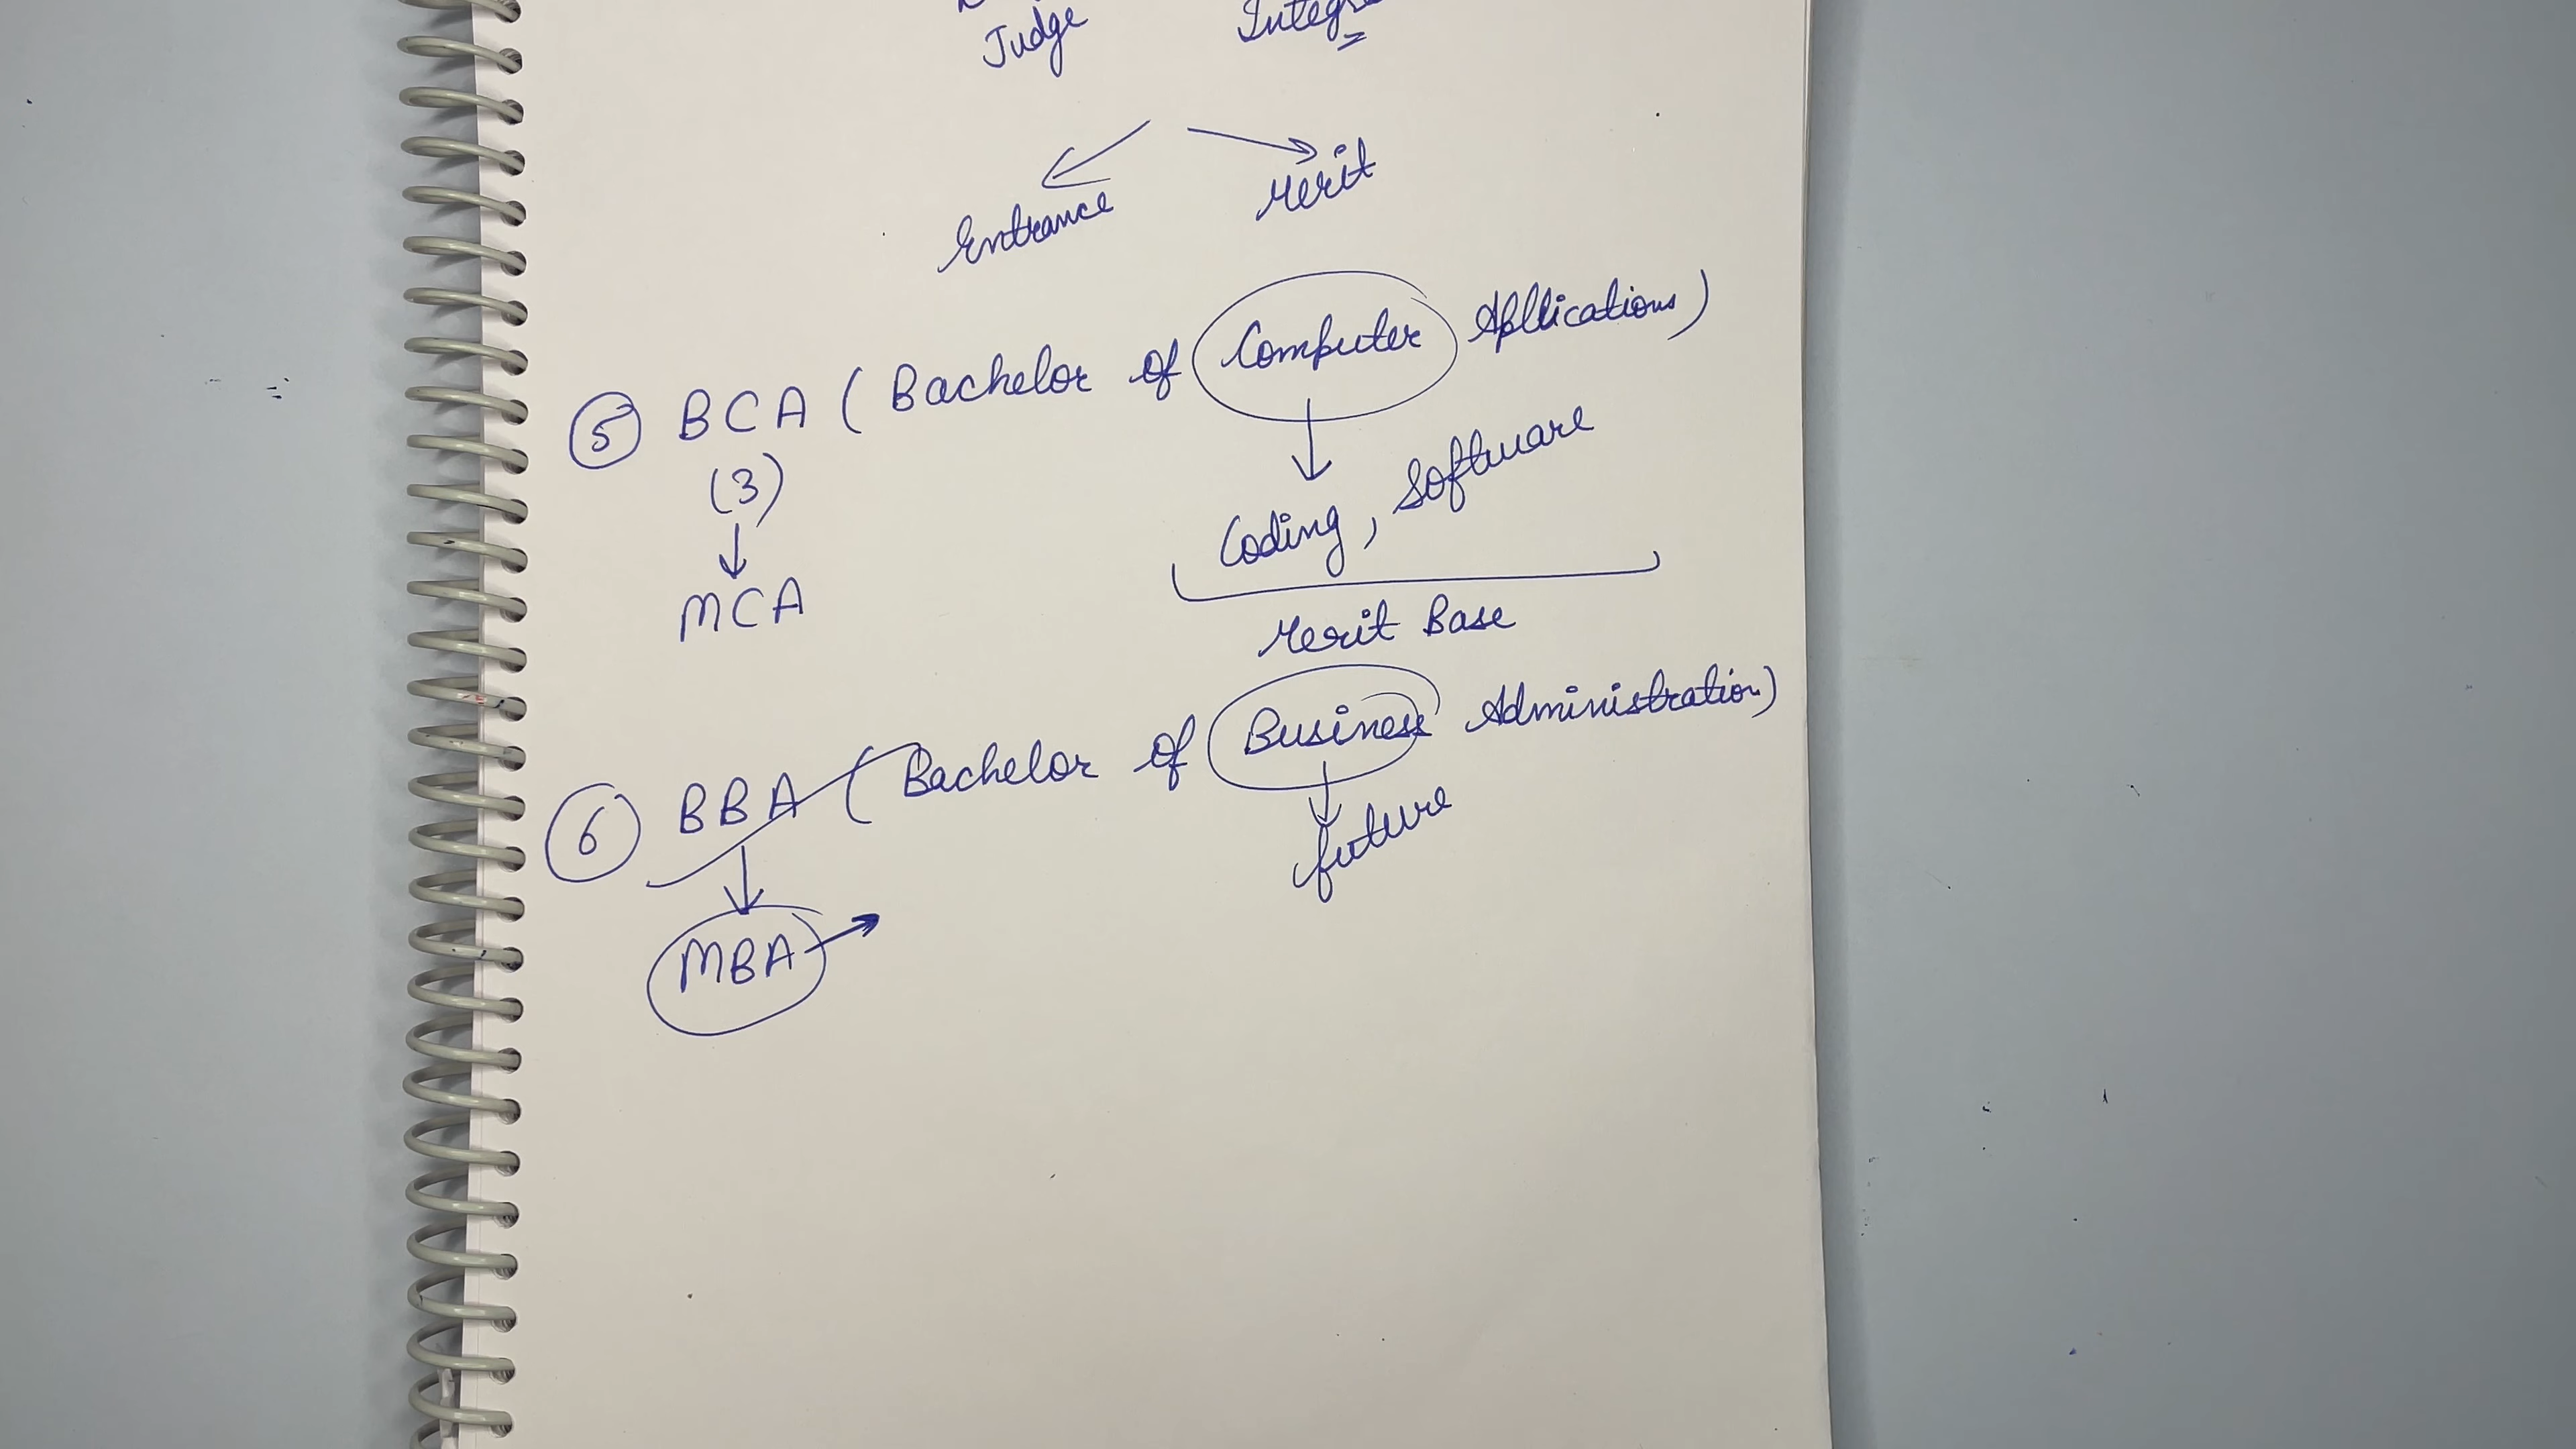 Judge
Entrance Merit
5 BCA (Bachelor of Computer Applications)
(3)
Coding, Software
MCA
Merit Base
6 BBA (Bachelor of Business Administration)
future
MBA